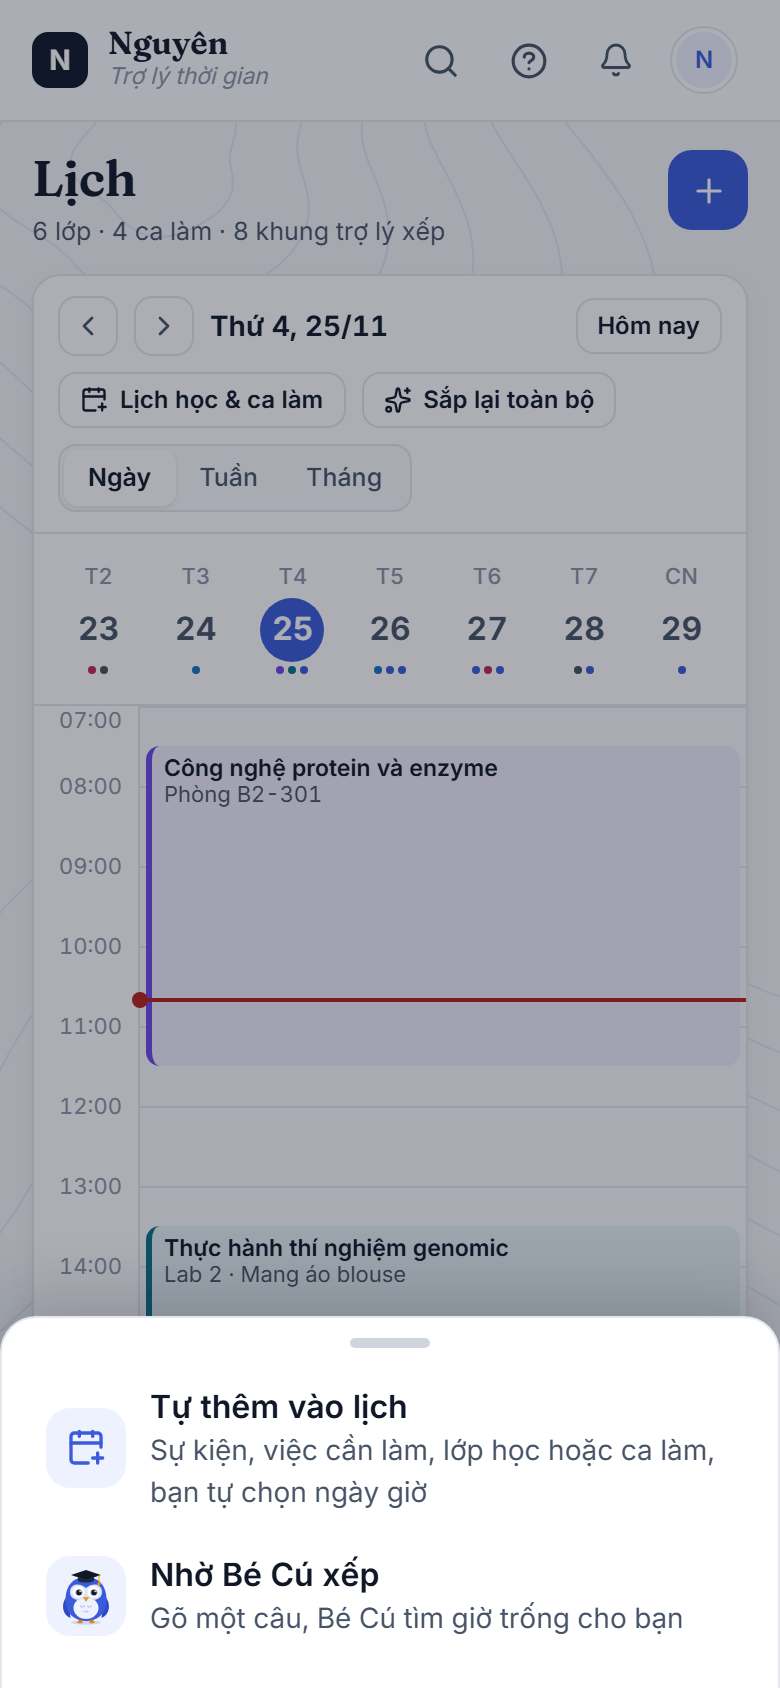 N
Nguyên
Trợ lý thời gian
N
Lịch
6 lớp · 4 ca làm · 8 khung trợ lý xếp
Thứ 4, 25/11
Hôm nay
Lịch học & ca làm
Sắp lại toàn bộ
Ngày Tuần Tháng
T2 T3 T4 T5 T6 T7 CN
23 24 25 26 27 28 29
07:00
Công nghệ protein và enzyme
08:00
Phòng B2-301
09:00
10:00
11:00
12:00
13:00
Thực hành thí nghiệm genomic
14:00
Lab 2 · Mang áo blouse
Tự thêm vào lịch
Sự kiện, việc cần làm, lớp học hoặc ca làm,
bạn tự chọn ngày giờ
Nhờ Bé Cú xếp
Gõ một câu, Bé Cú tìm giờ trống cho bạn